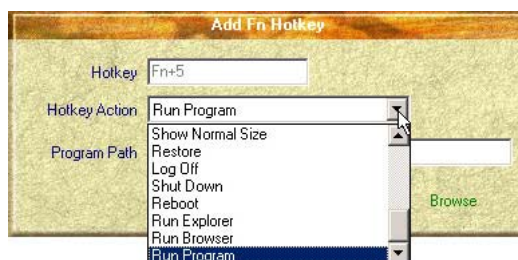 Add Fn Hotkey
Hotkey Fn+5
Hotkey Action Run Program
Show Normal Size
Program Path Restore
Log Off
Shut Down
Reboot Browse
Run Explorer
Run Browser
Run Program